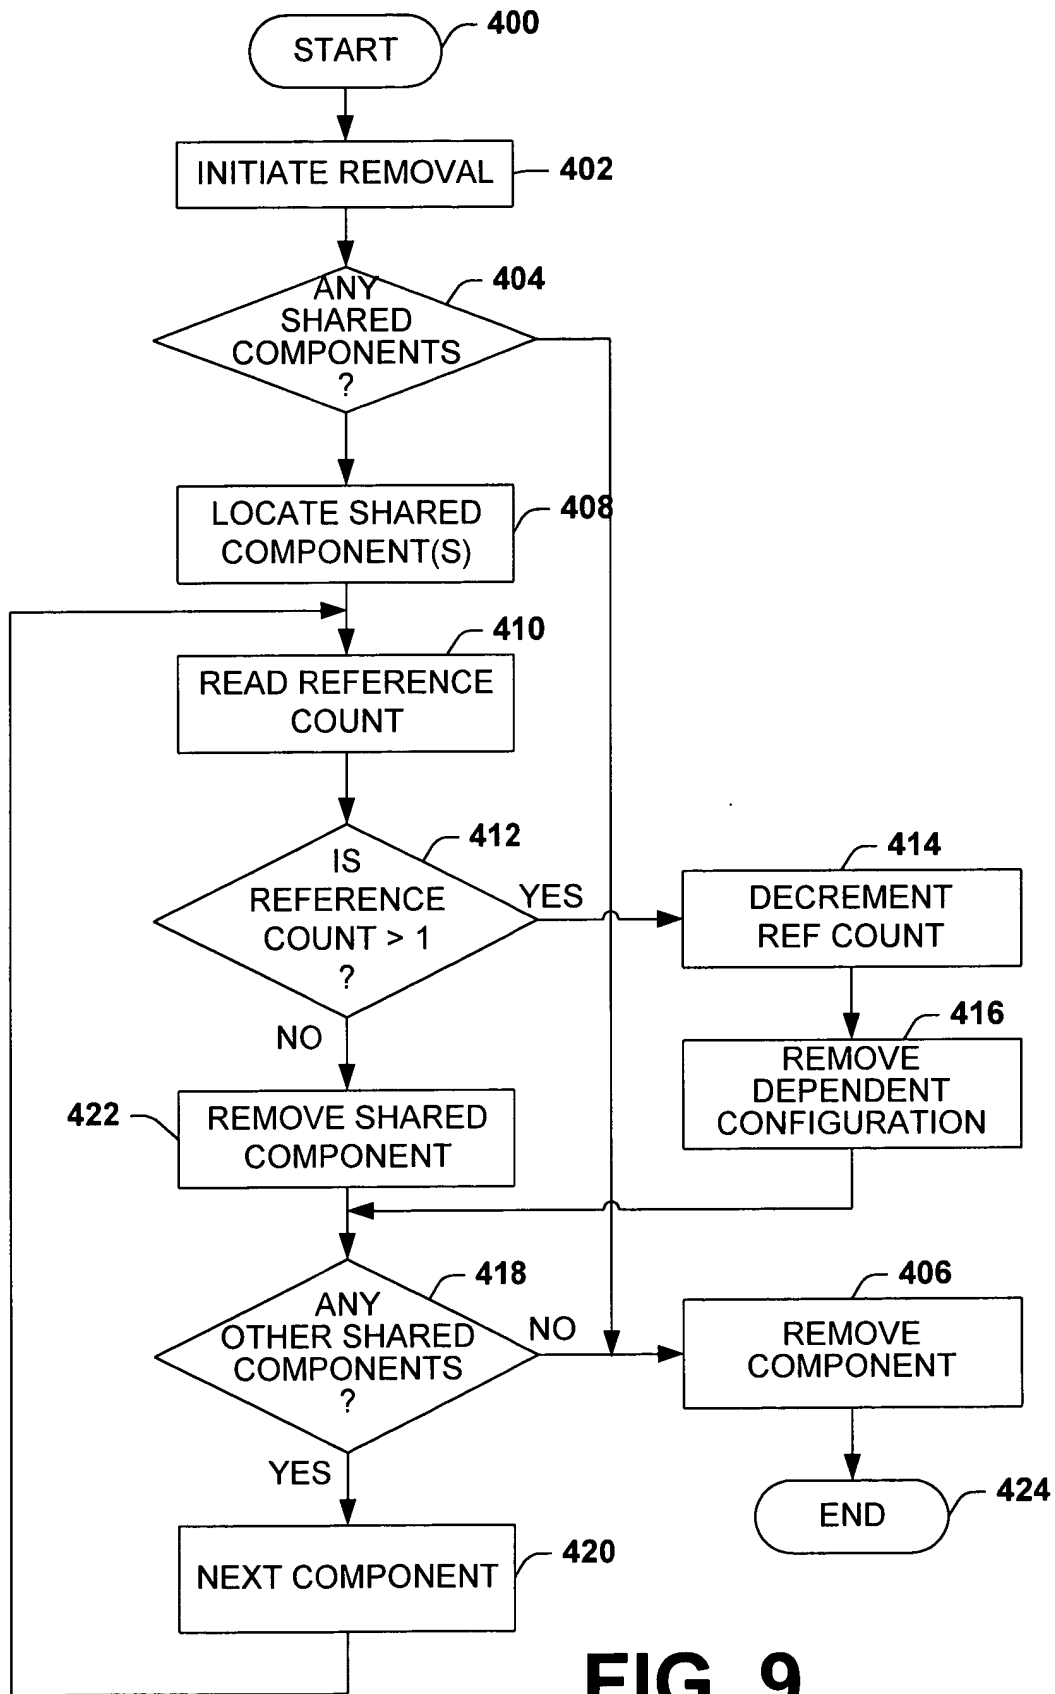 START
400
INITIATE REMOVAL
402
404
ANY
SHARED
COMPONENTS
?
LOCATE SHARED
COMPONENT(S)
408
410
READ REFERENCE
COUNT
412
IS
REFERENCE
COUNT > 1
?
YES
NO
414
DECREMENT
REF COUNT
416
REMOVE
DEPENDENT
CONFIGURATION
422
REMOVE SHARED
COMPONENT
418
ANY
OTHER SHARED
COMPONENTS
?
NO
YES
406
REMOVE
COMPONENT
END
424
NEXT COMPONENT
420
FIG. 9